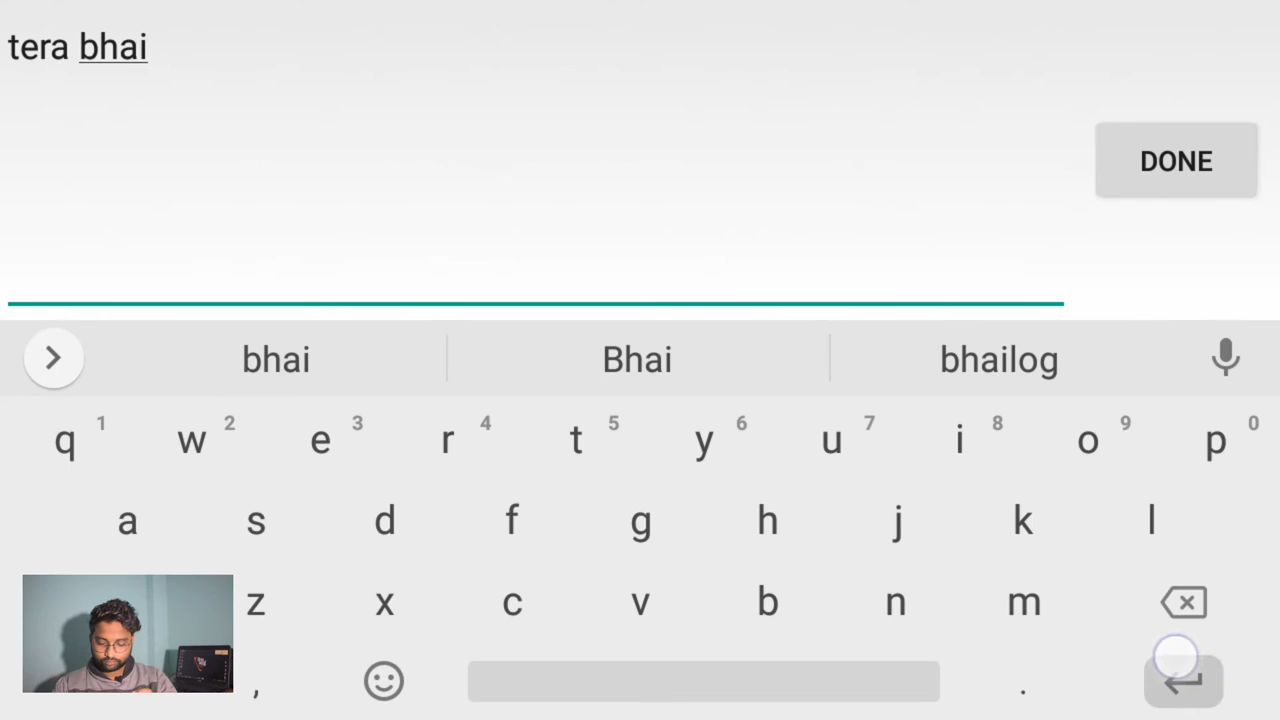 tera bhai
DONE
bhai Bhai bhailog
q 1 w 2 e 3 r 4 t 5 y 6 u 7 i 8 o 9 p 0
a s d f g h j k l
z x c v b n m
, .